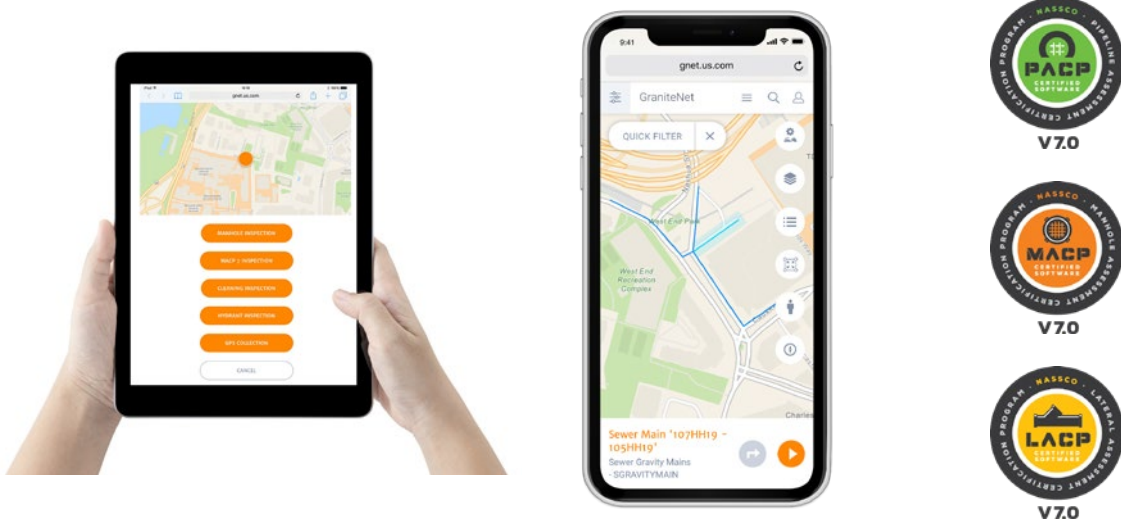 gnet.us.com
MANHOLE INSPECTION
MACP 7 INSPECTION
CLEANING INSPECTION
HYDRANT INSPECTION
GPS COLLECTION
CANCEL
9:41
gnet.us.com
GraniteNet
QUICK FILTER
West End Park
West End
Recreation
Complex
Charles
Sewer Main '107HH19 -
105HH19'
Sewer Gravity Mains
- SGRAVITYMAIN
NASSCO · PIPELINE ASSESSMENT CERTIFICATION PROGRAM ·
PACP
CERTIFIED
SOFTWARE
V7.0
NASSCO · MANHOLE ASSESSMENT CERTIFICATION PROGRAM ·
MACP
CERTIFIED
SOFTWARE
V7.0
NASSCO · LATERAL ASSESSMENT CERTIFICATION PROGRAM ·
LACP
CERTIFIED
SOFTWARE
V7.0